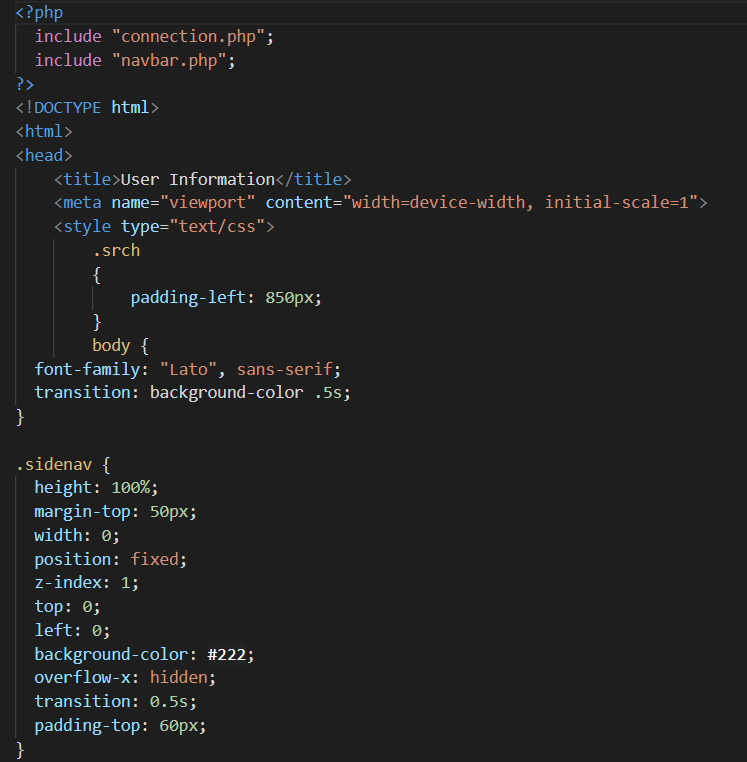 <?php
include "connection.php";
include "navbar.php";
?>
<!DOCTYPE html>
<html>
<head>
<title>User Information</title>
<meta name="viewport" content="width=device-width, initial-scale=1">
<style type="text/css">
.srch
{
padding-left: 850px;
}
body {
font-family: "Lato", sans-serif;
transition: background-color .5s;
}
.sidenav {
height: 100%;
margin-top: 50px;
width: 0;
position: fixed;
z-index: 1;
top: 0;
left: 0;
background-color: #222;
overflow-x: hidden;
transition: 0.5s;
padding-top: 60px;
}